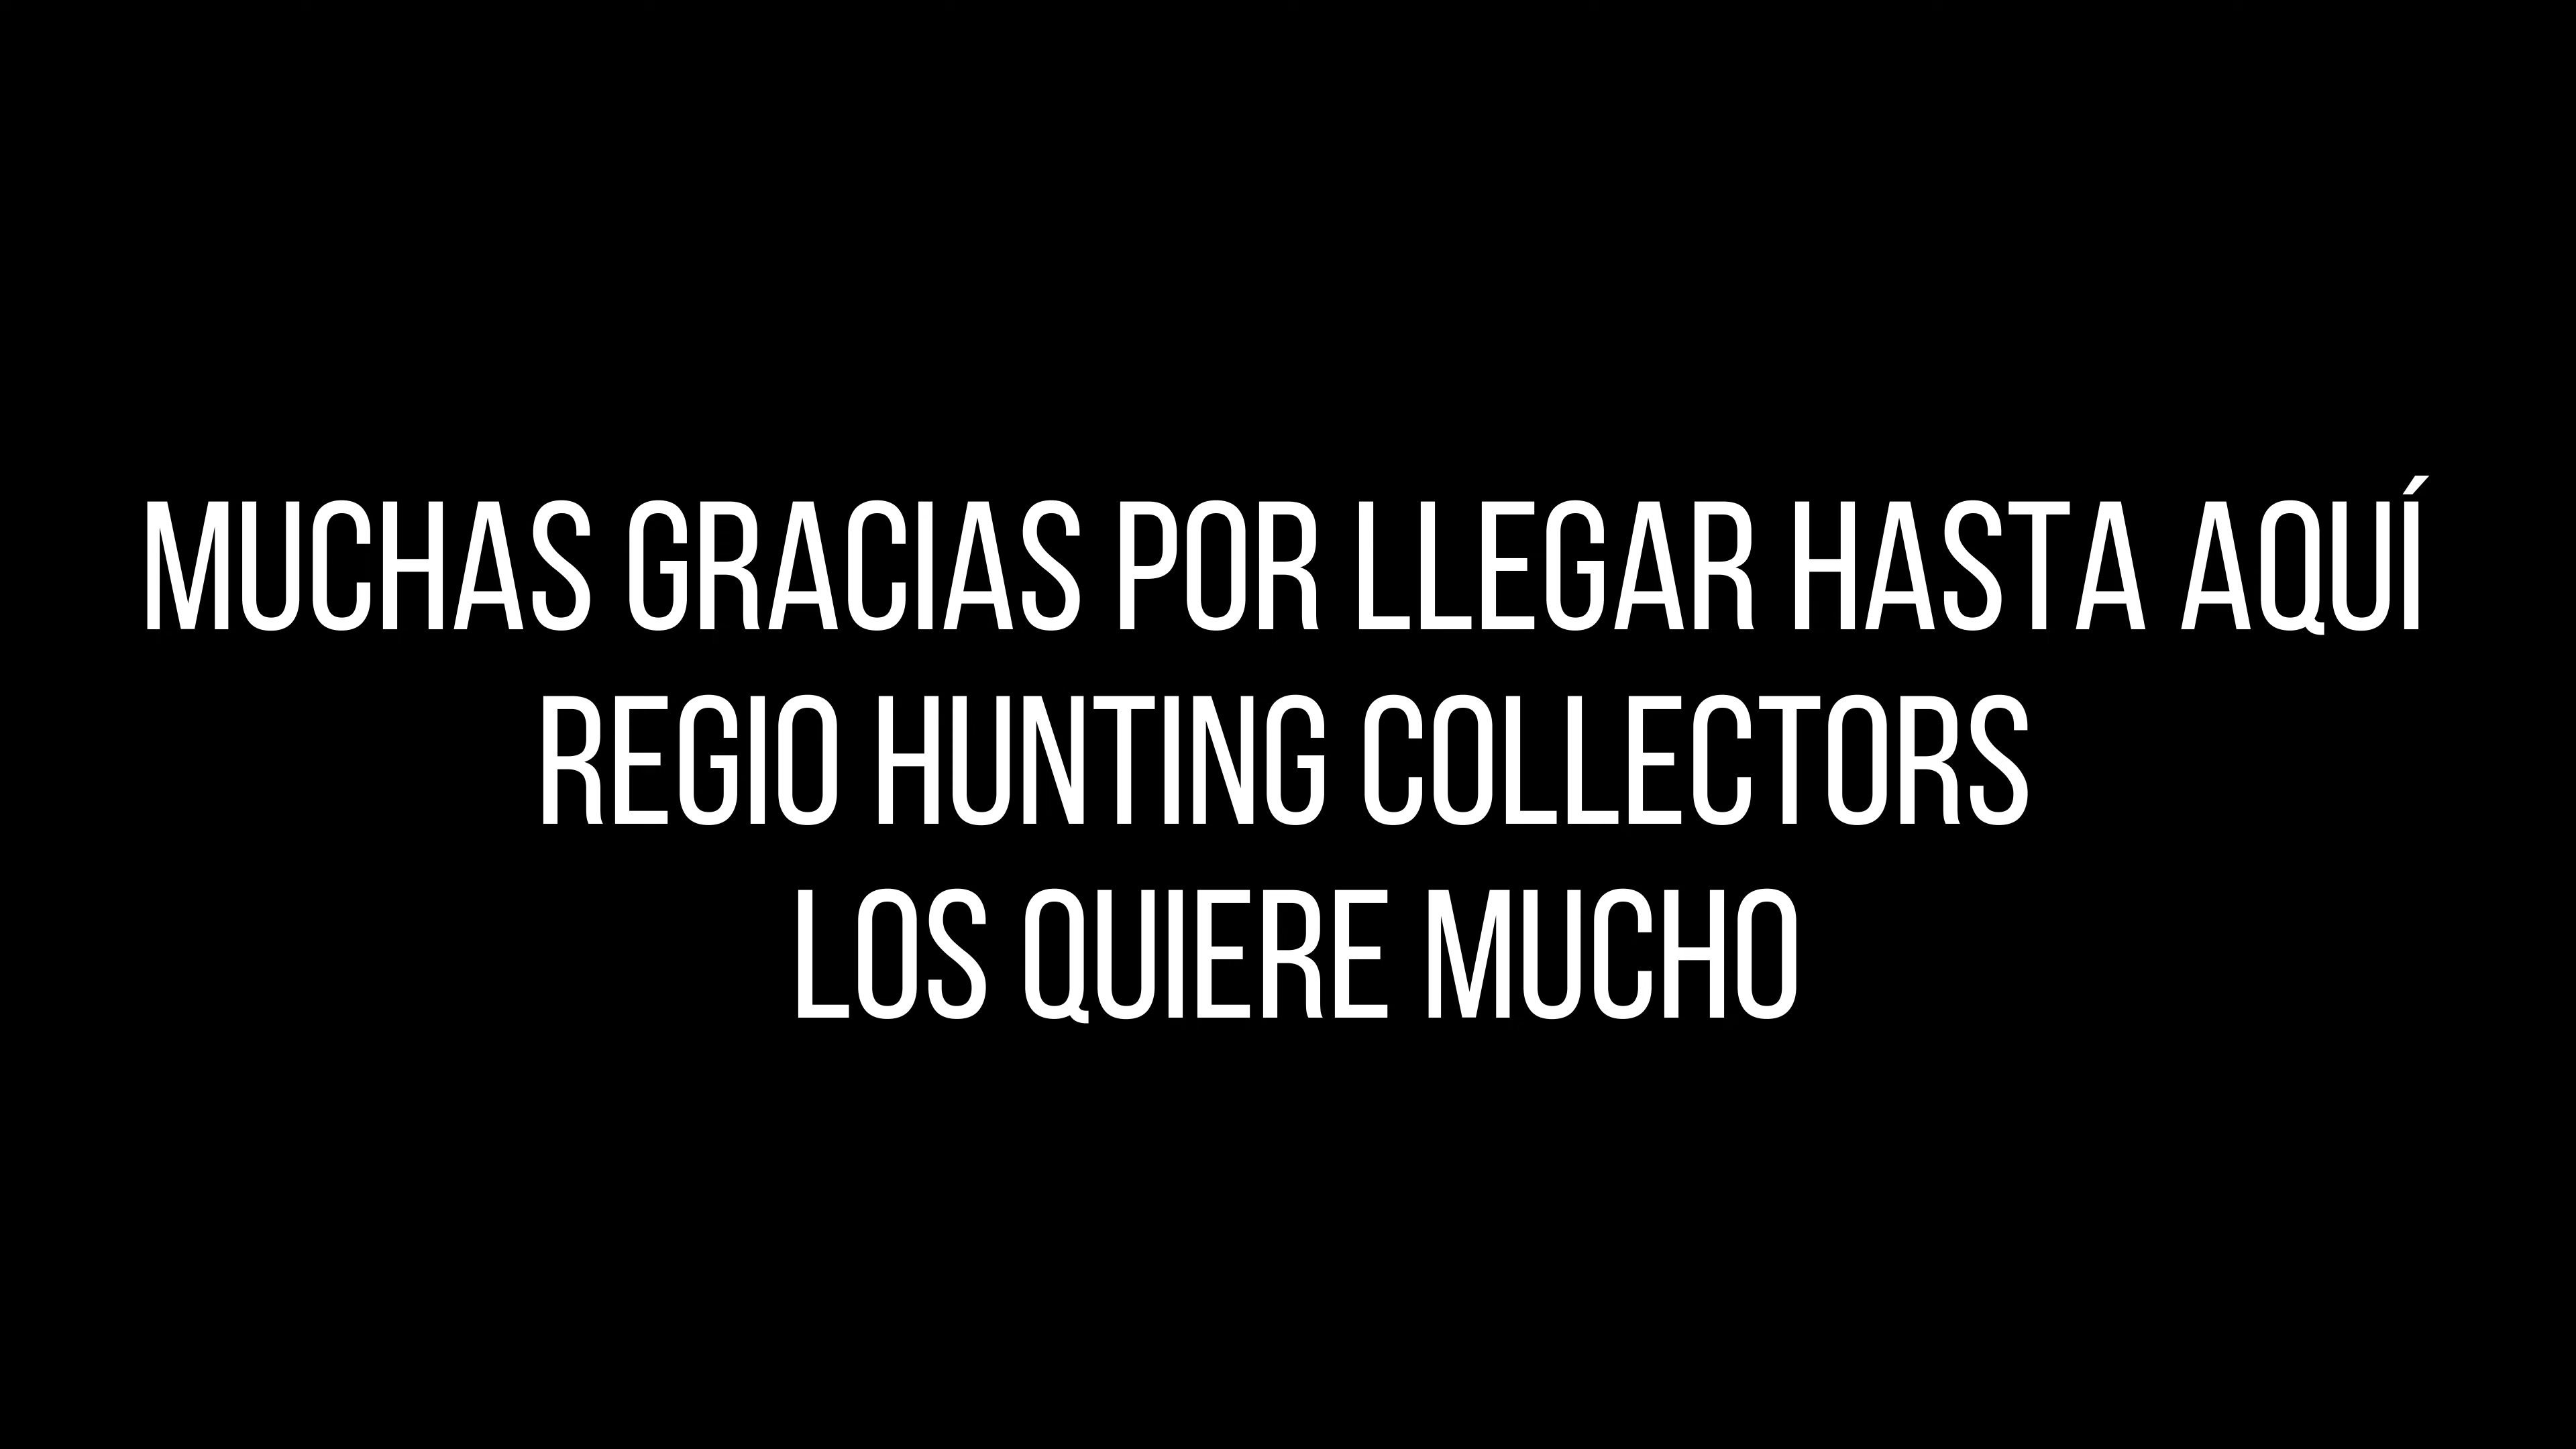 MUCHAS GRACIAS POR LLEGAR HASTA AQUÍ
REGIO HUNTING COLLECTORS
LOS QUIERE MUCHO